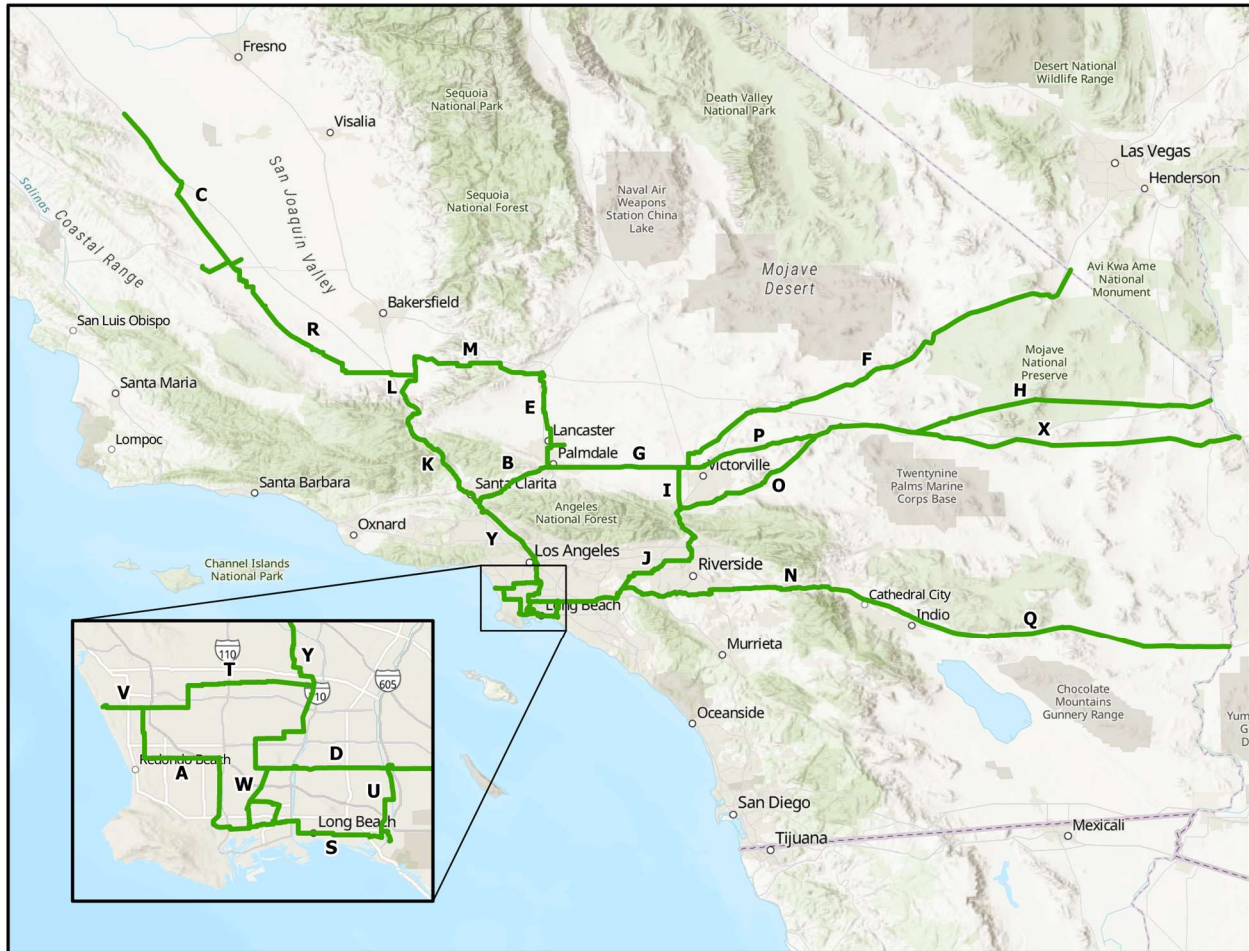 Fresno
Visalia
Sequoia
National Park
Death Valley
National Park
Desert National
Wildlife Range
Las Vegas
Henderson
Salinas
Coastal Range
San Joaquin Valley
C
Sequoia
National Forest
Naval Air
Weapons
Station China
Lake
Mojave
Desert
Avi Kwa Ame
National
Monument
San Luis Obispo
Bakersfield
R
M
L
F
Mojave
National
Preserve
H
Santa Maria
E
Lompoc
Lancaster
Palmdale
K
B
G
P
X
Victorville
I
O
Santa Barbara
Santa Clarita
Twentynine
Palms Marine
Corps Base
Oxnard
Angeles
National Forest
Y
Los Angeles
J
Riverside
Channel Islands
National Park
N
Long Beach
Cathedral City
Indio
Q
Murrieta
Chocolate
Mountains
Gunnery Range
Oceanside
Yum
G
D
San Diego
Tijuana
Mexicali
110
T
Y
605
V
10
Redondo Beach
A
D
W
U
Long Beach
S